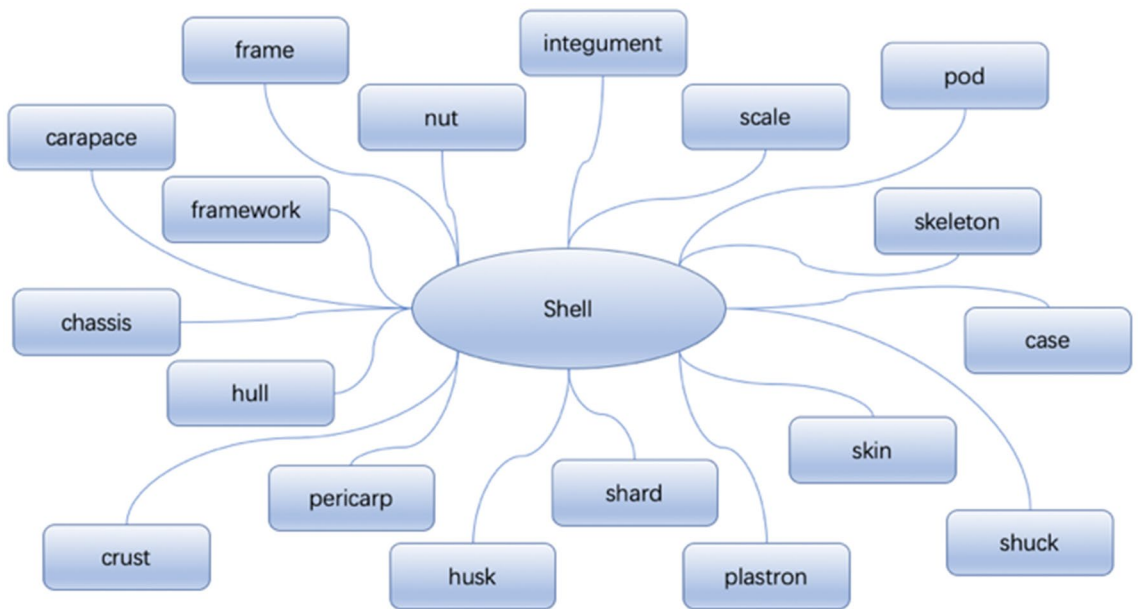 integument
frame
pod
nut
scale
carapace
framework
skeleton
Shell
chassis
case
hull
skin
pericarp
shard
shuck
crust
husk
plastron